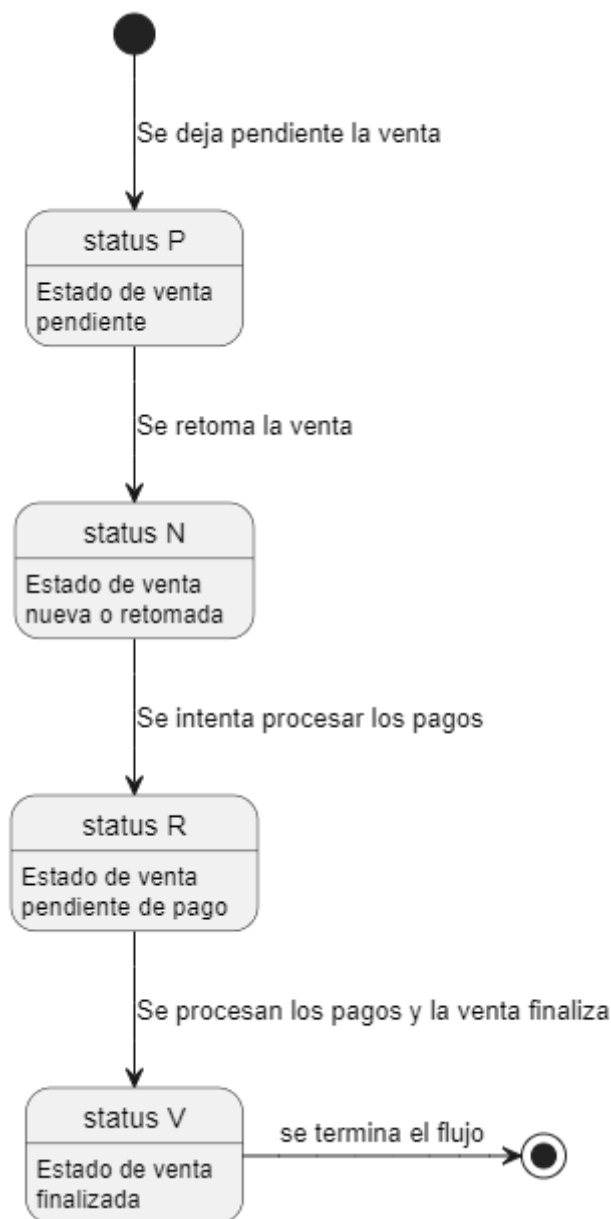 Se deja pendiente la venta
status P
Estado de venta
pendiente
Se retoma la venta
status N
Estado de venta
nueva o retomada
Se intenta procesar los pagos
status R
Estado de venta
pendiente de pago
Se procesan los pagos y la venta finaliza
status V
se termina el flujo
Estado de venta
finalizada